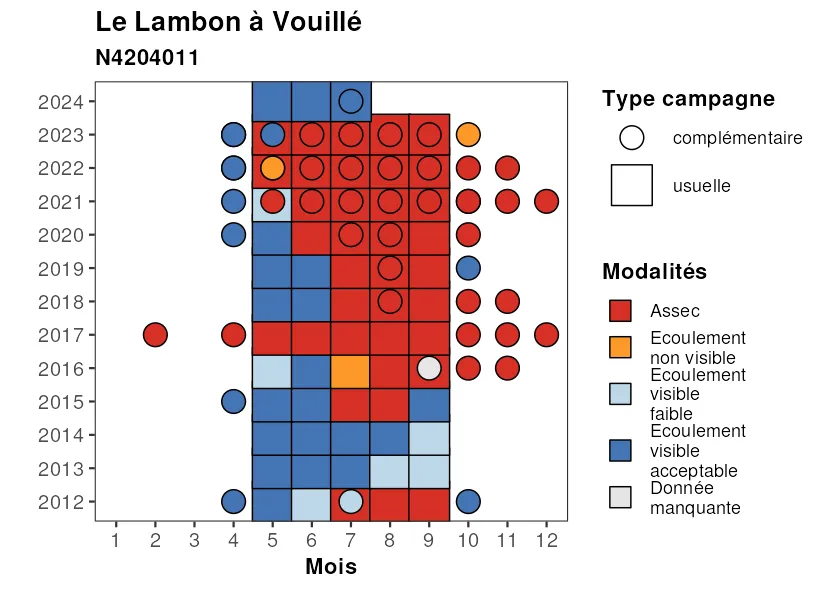 Le Lambon à Vouillé
N4204011
2024
2023
2022
2021
2020
2019
2018
2017
2016
2015
2014
2013
2012
1 2 3 4 5 6 7 8 9 10 11 12
Mois
Type campagne
complémentaire
usuelle
Modalités
Assec
Ecoulement
non visible
Ecoulement
visible
faible
Ecoulement
visible
acceptable
Donnée
manquante